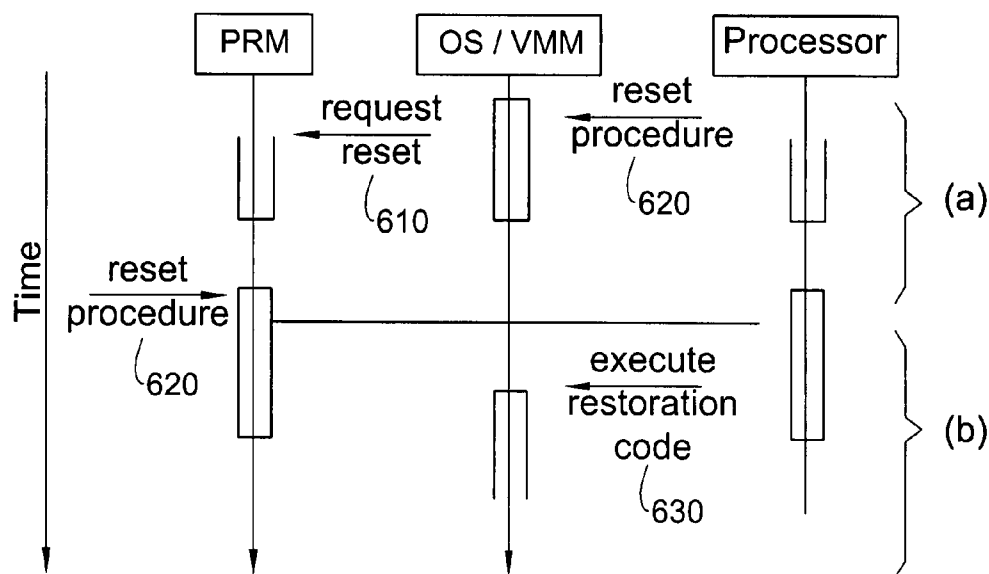 PRM
OS / VMM
Processor
request
reset
610
reset
procedure
620
(a)
Time
reset
procedure
620
execute
restoration
code
630
(b)